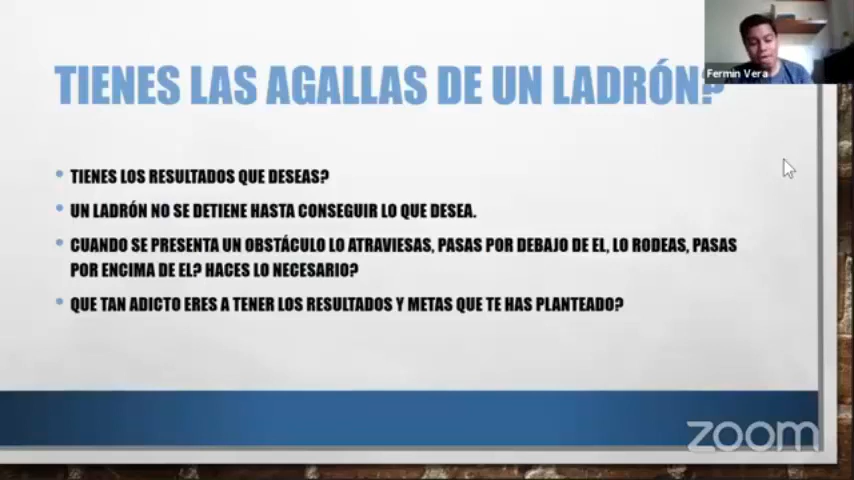 Fermin Vera
TIENES LAS AGALLAS DE UN LADRÓN?
TIENES LOS RESULTADOS QUE DESEAS?
UN LADRÓN NO SE DETIENE HASTA CONSEGUIR LO QUE DESEA.
CUANDO SE PRESENTA UN OBSTÁCULO LO ATRAVIESAS, PASAS POR DEBAJO DE EL, LO RODEAS, PASAS
POR ENCIMA DE EL? HACES LO NECESARIO?
QUE TAN ADICTO ERES A TENER LOS RESULTADOS Y METAS QUE TE HAS PLANTEADO?
zoom